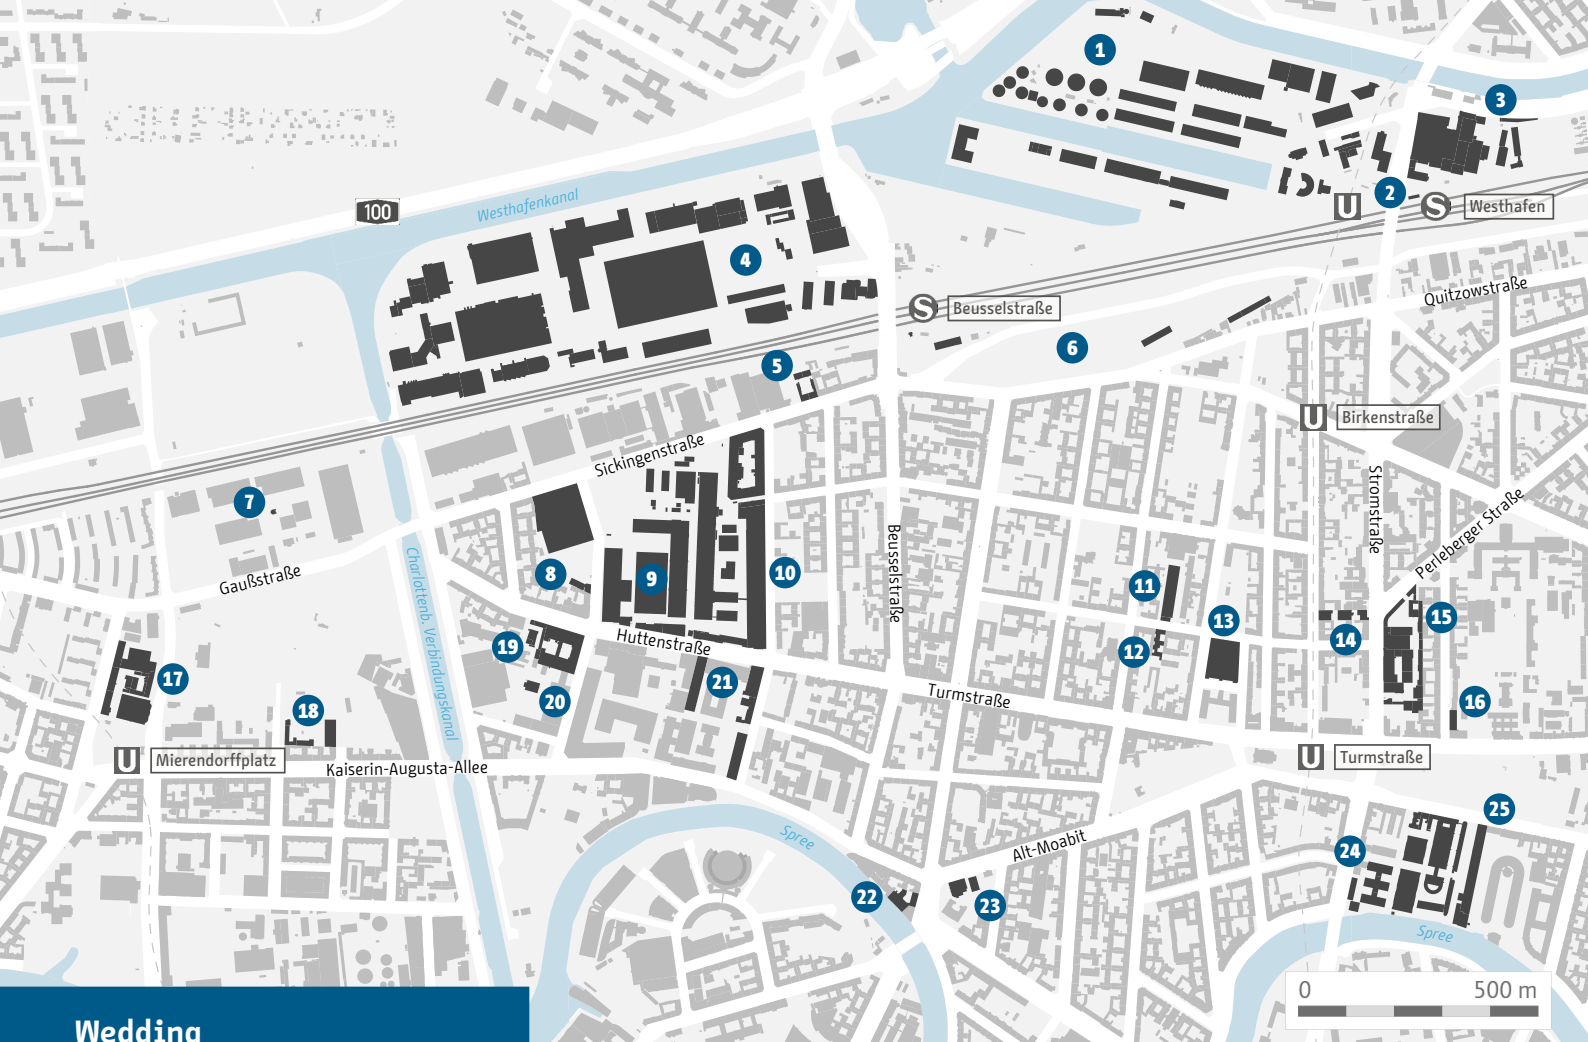 1
3
100
Westhafenkanal
2
U
S Westhafen
4
Quitzowstraße
S Beusselstraße
6
5
U Birkenstraße
Sickingenstraße
Stromstraße
7
Perleberger Straße
Beusselstraße
Charlottenb. Verbindungskanal
Gaußstraße
8
9
10
11
13
15
14
12
Huttenstraße
19
17
21
20
18
Turmstraße
16
U Mierendorffplatz
Kaiserin-Augusta-Allee
U Turmstraße
25
Spree
Alt-Moabit
24
22
23
Spree
0 500 m
Wedding